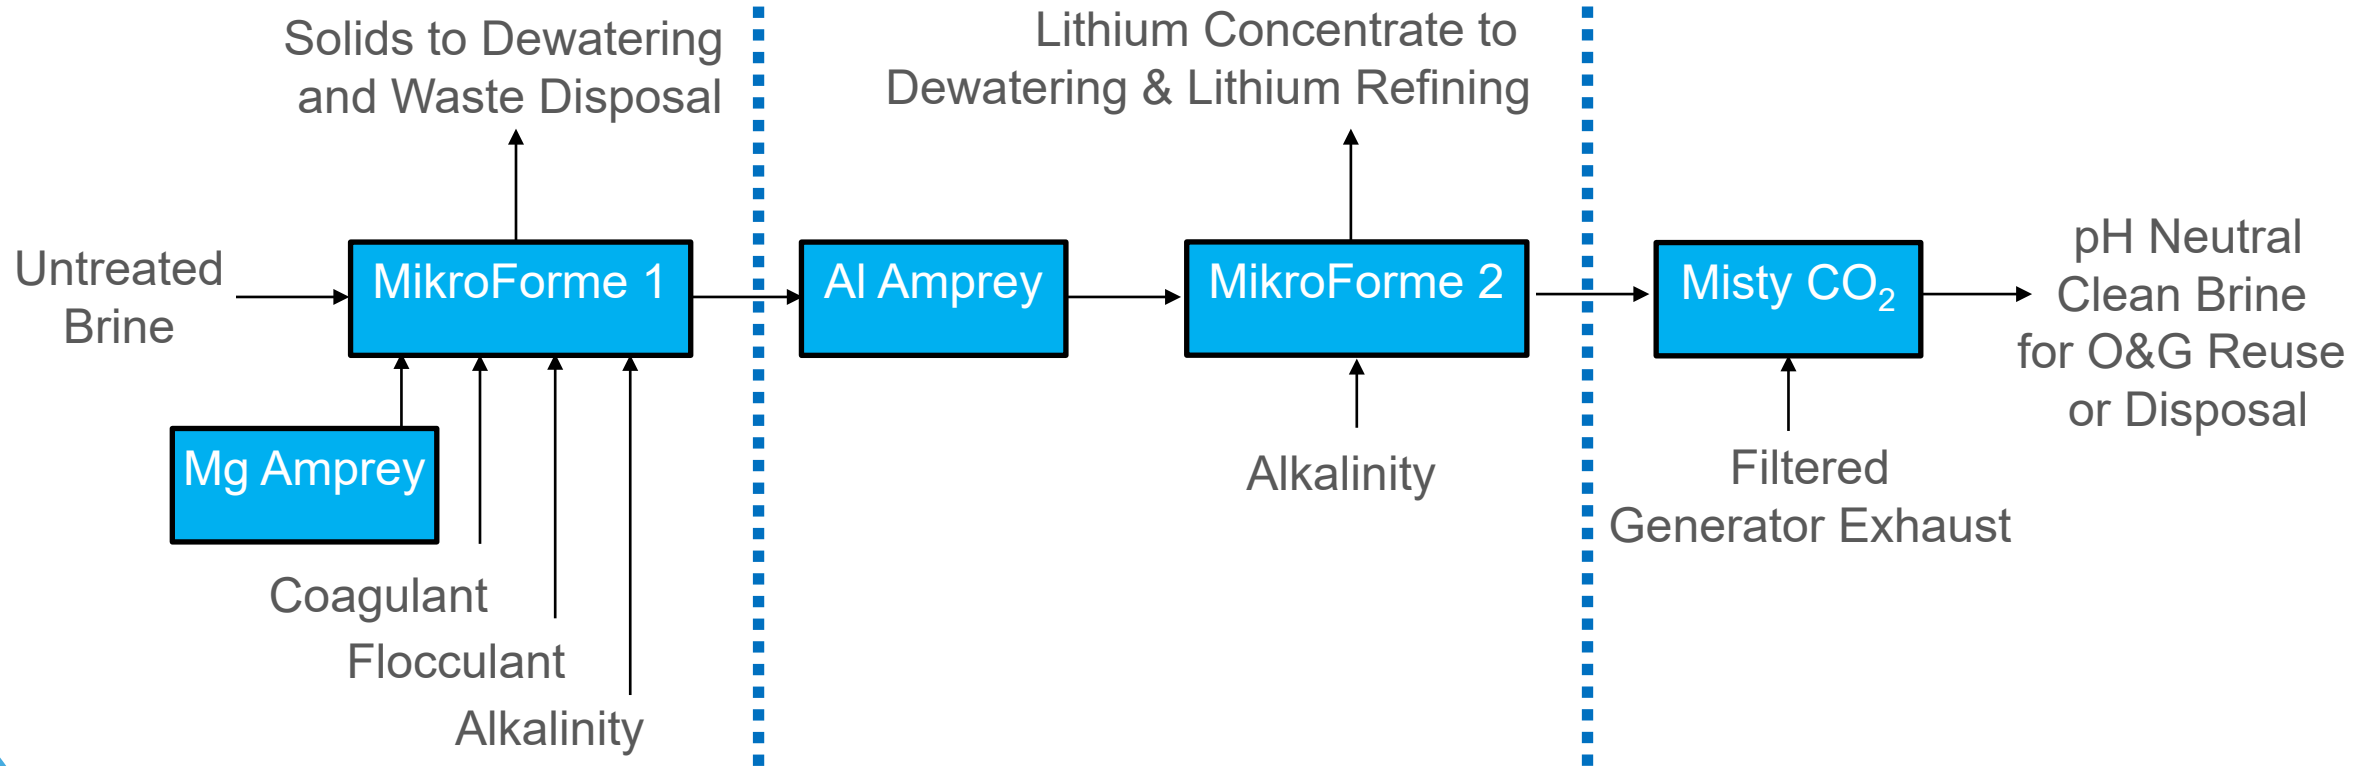 Solids to Dewatering
and Waste Disposal
Lithium Concentrate to
Dewatering & Lithium Refining
Untreated
Brine
MikroForme 1
Al Amprey
MikroForme 2
Misty CO₂
pH Neutral
Clean Brine
for O&G Reuse
or Disposal
Mg Amprey
Coagulant
Flocculant
Alkalinity
Alkalinity
Filtered
Generator Exhaust